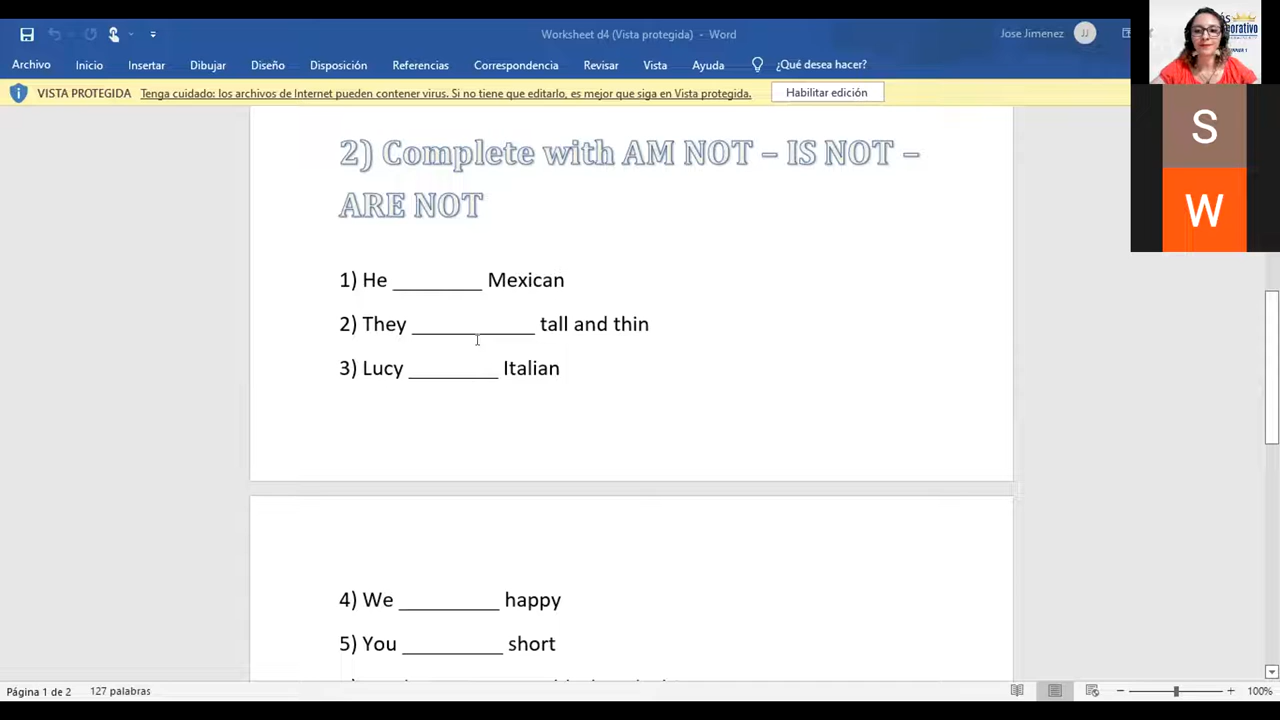 Worksheet d4 (Vista protegida) - Word
Jose Jimenez
JJ
Archivo Inicio Insertar Dibujar Diseño Disposición Referencias Correspondencia Revisar Vista Ayuda ¿Qué desea hacer?
VISTA PROTEGIDA Tenga cuidado: los archivos de Internet pueden contener virus. Si no tiene que editarlo, es mejor que siga en Vista protegida. Habilitar edición
S
W
2) Complete with AM NOT – IS NOT –
ARE NOT
1) He ________ Mexican
2) They ___________ tall and thin
3) Lucy ________ Italian
4) We _________ happy
5) You _________ short
Página 1 de 2 127 palabras
100%